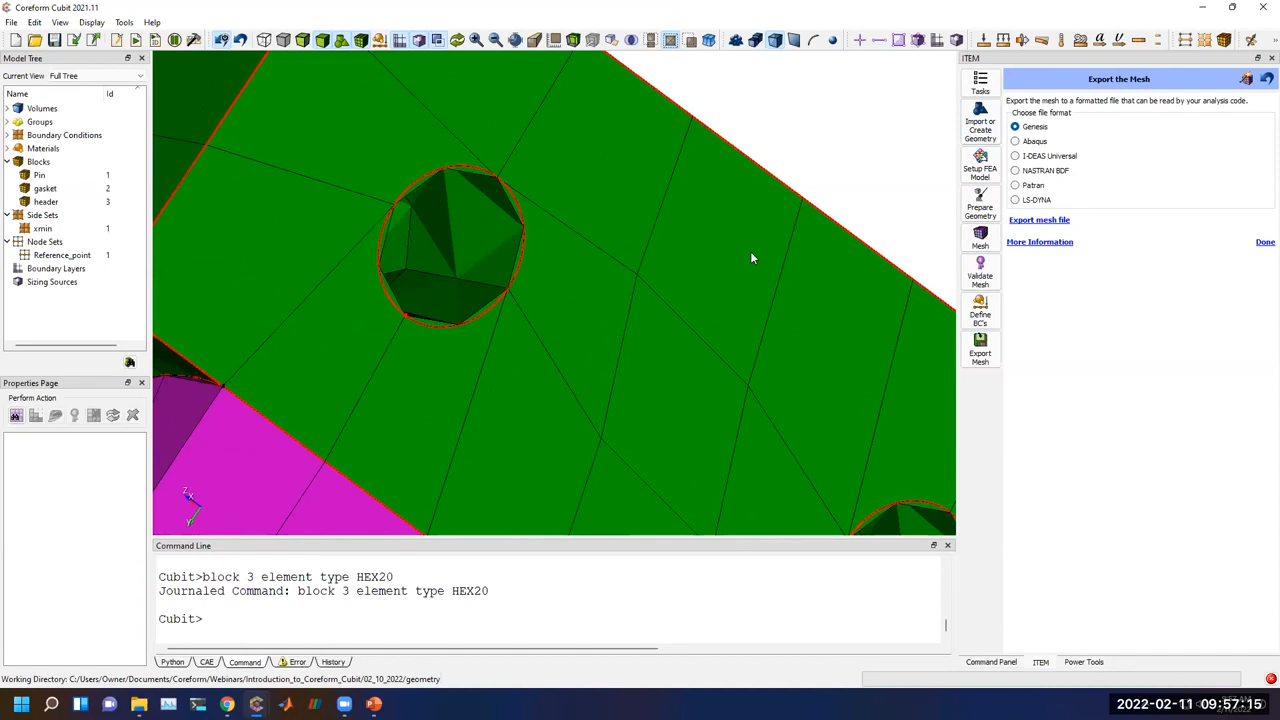 Coreform Cubit 2021.11
File Edit View Display Tools Help
Model Tree
Current View Full Tree
Name Id
Volumes
Groups
Boundary Conditions
Materials
Blocks
Pin 1
gasket 2
header 3
Side Sets
xmin 1
Node Sets
Reference_point 1
Boundary Layers
Sizing Sources
Properties Page
Perform Action
Z X
Y
ITEM
Tasks
Import or
Create
Geometry
Setup FEA
Model
Prepare
Geometry
Mesh
Validate
Mesh
Define
BC's
Export
Mesh
Export the Mesh
Export the mesh to a formatted file that can be read by your analysis code.
Choose file format
Genesis
Abaqus
I-DEAS Universal
NASTRAN BDF
Patran
LS-DYNA
Export mesh file
More Information Done
Command Line
Cubit>block 3 element type HEX20
Journaled Command: block 3 element type HEX20
Cubit>
Python CAE Command Error History
Command Panel ITEM Power Tools
Working Directory: C:/Users/Owner/Documents/Coreform/Webinars/Introduction_to_Coreform_Cubit/02_10_2022/geometry
2022-02-11 09:57:15